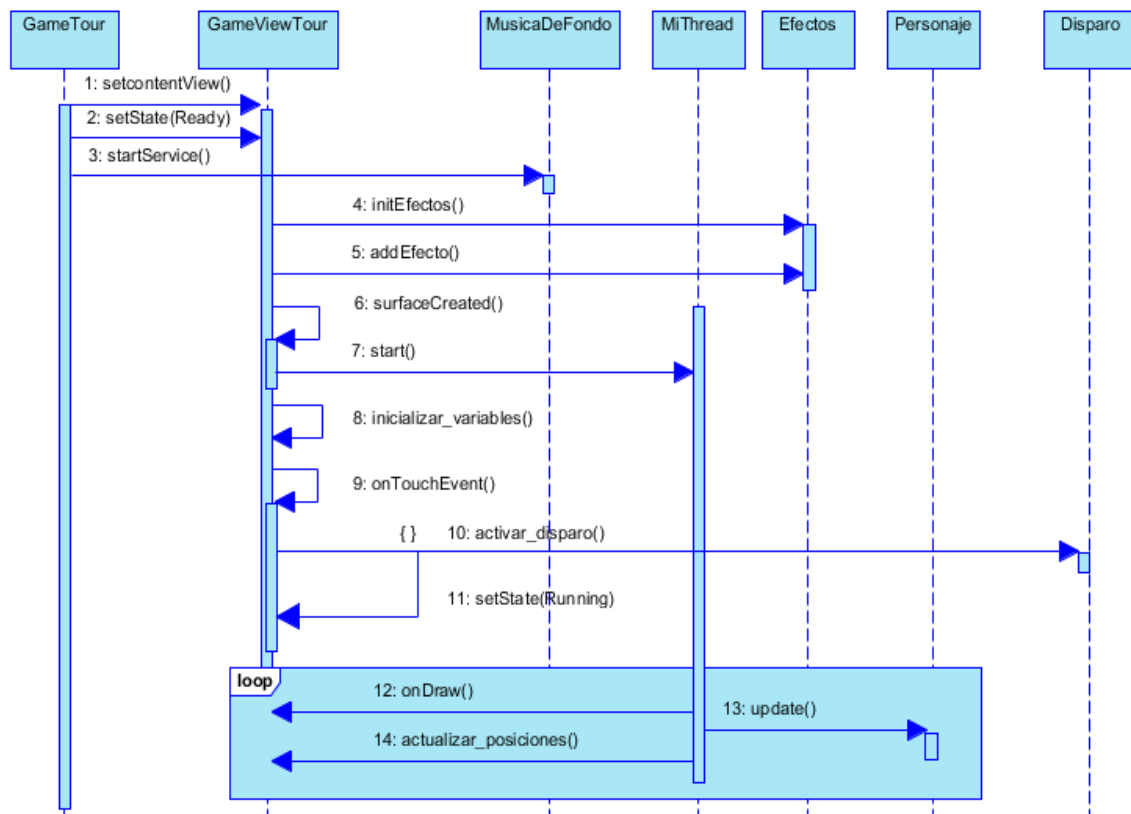 GameTour
GameViewTour
MusicaDeFondo
MiThread
Efectos
Personaje
Disparo
1: setcontentView()
2: setState(Ready)
3: startService()
4: initEfectos()
5: addEfecto()
6: surfaceCreated()
7: start()
8: inicializar_variables()
9: onTouchEvent()
{ }
10: activar_disparo()
11: setState(Running)
loop
12: onDraw()
13: update()
14: actualizar_posiciones()